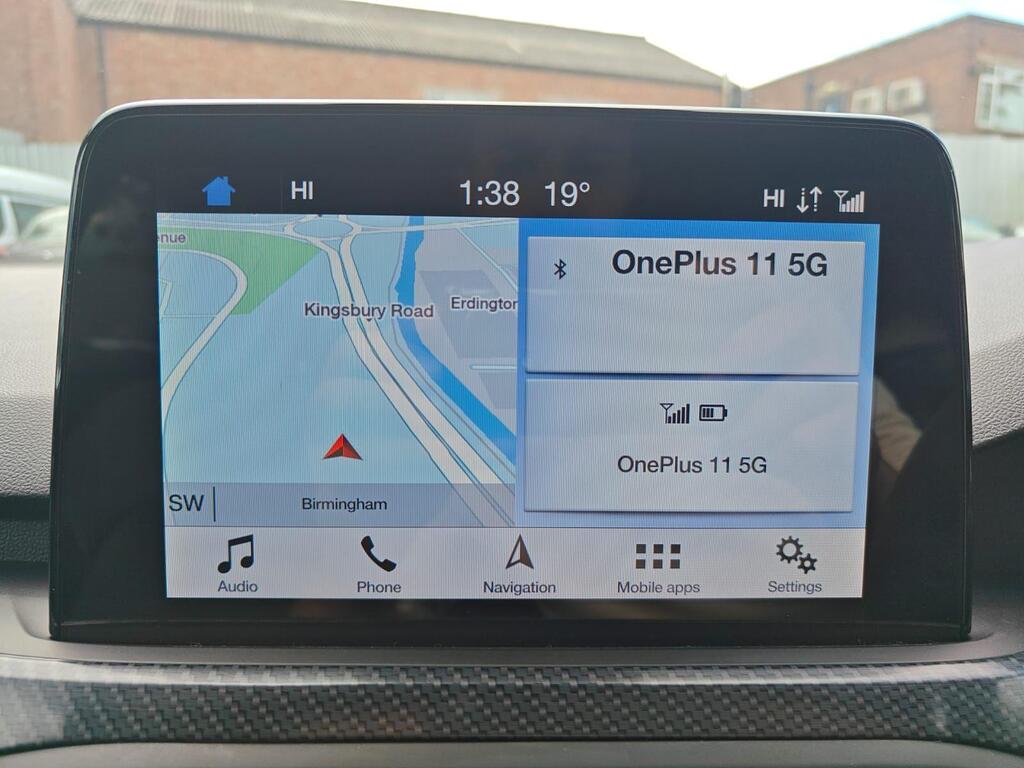 HI 1:38 19° HI
nue
Kingsbury Road
Erdington
OnePlus 11 5G
OnePlus 11 5G
SW
Birmingham
Audio
Phone
Navigation
Mobile apps
Settings